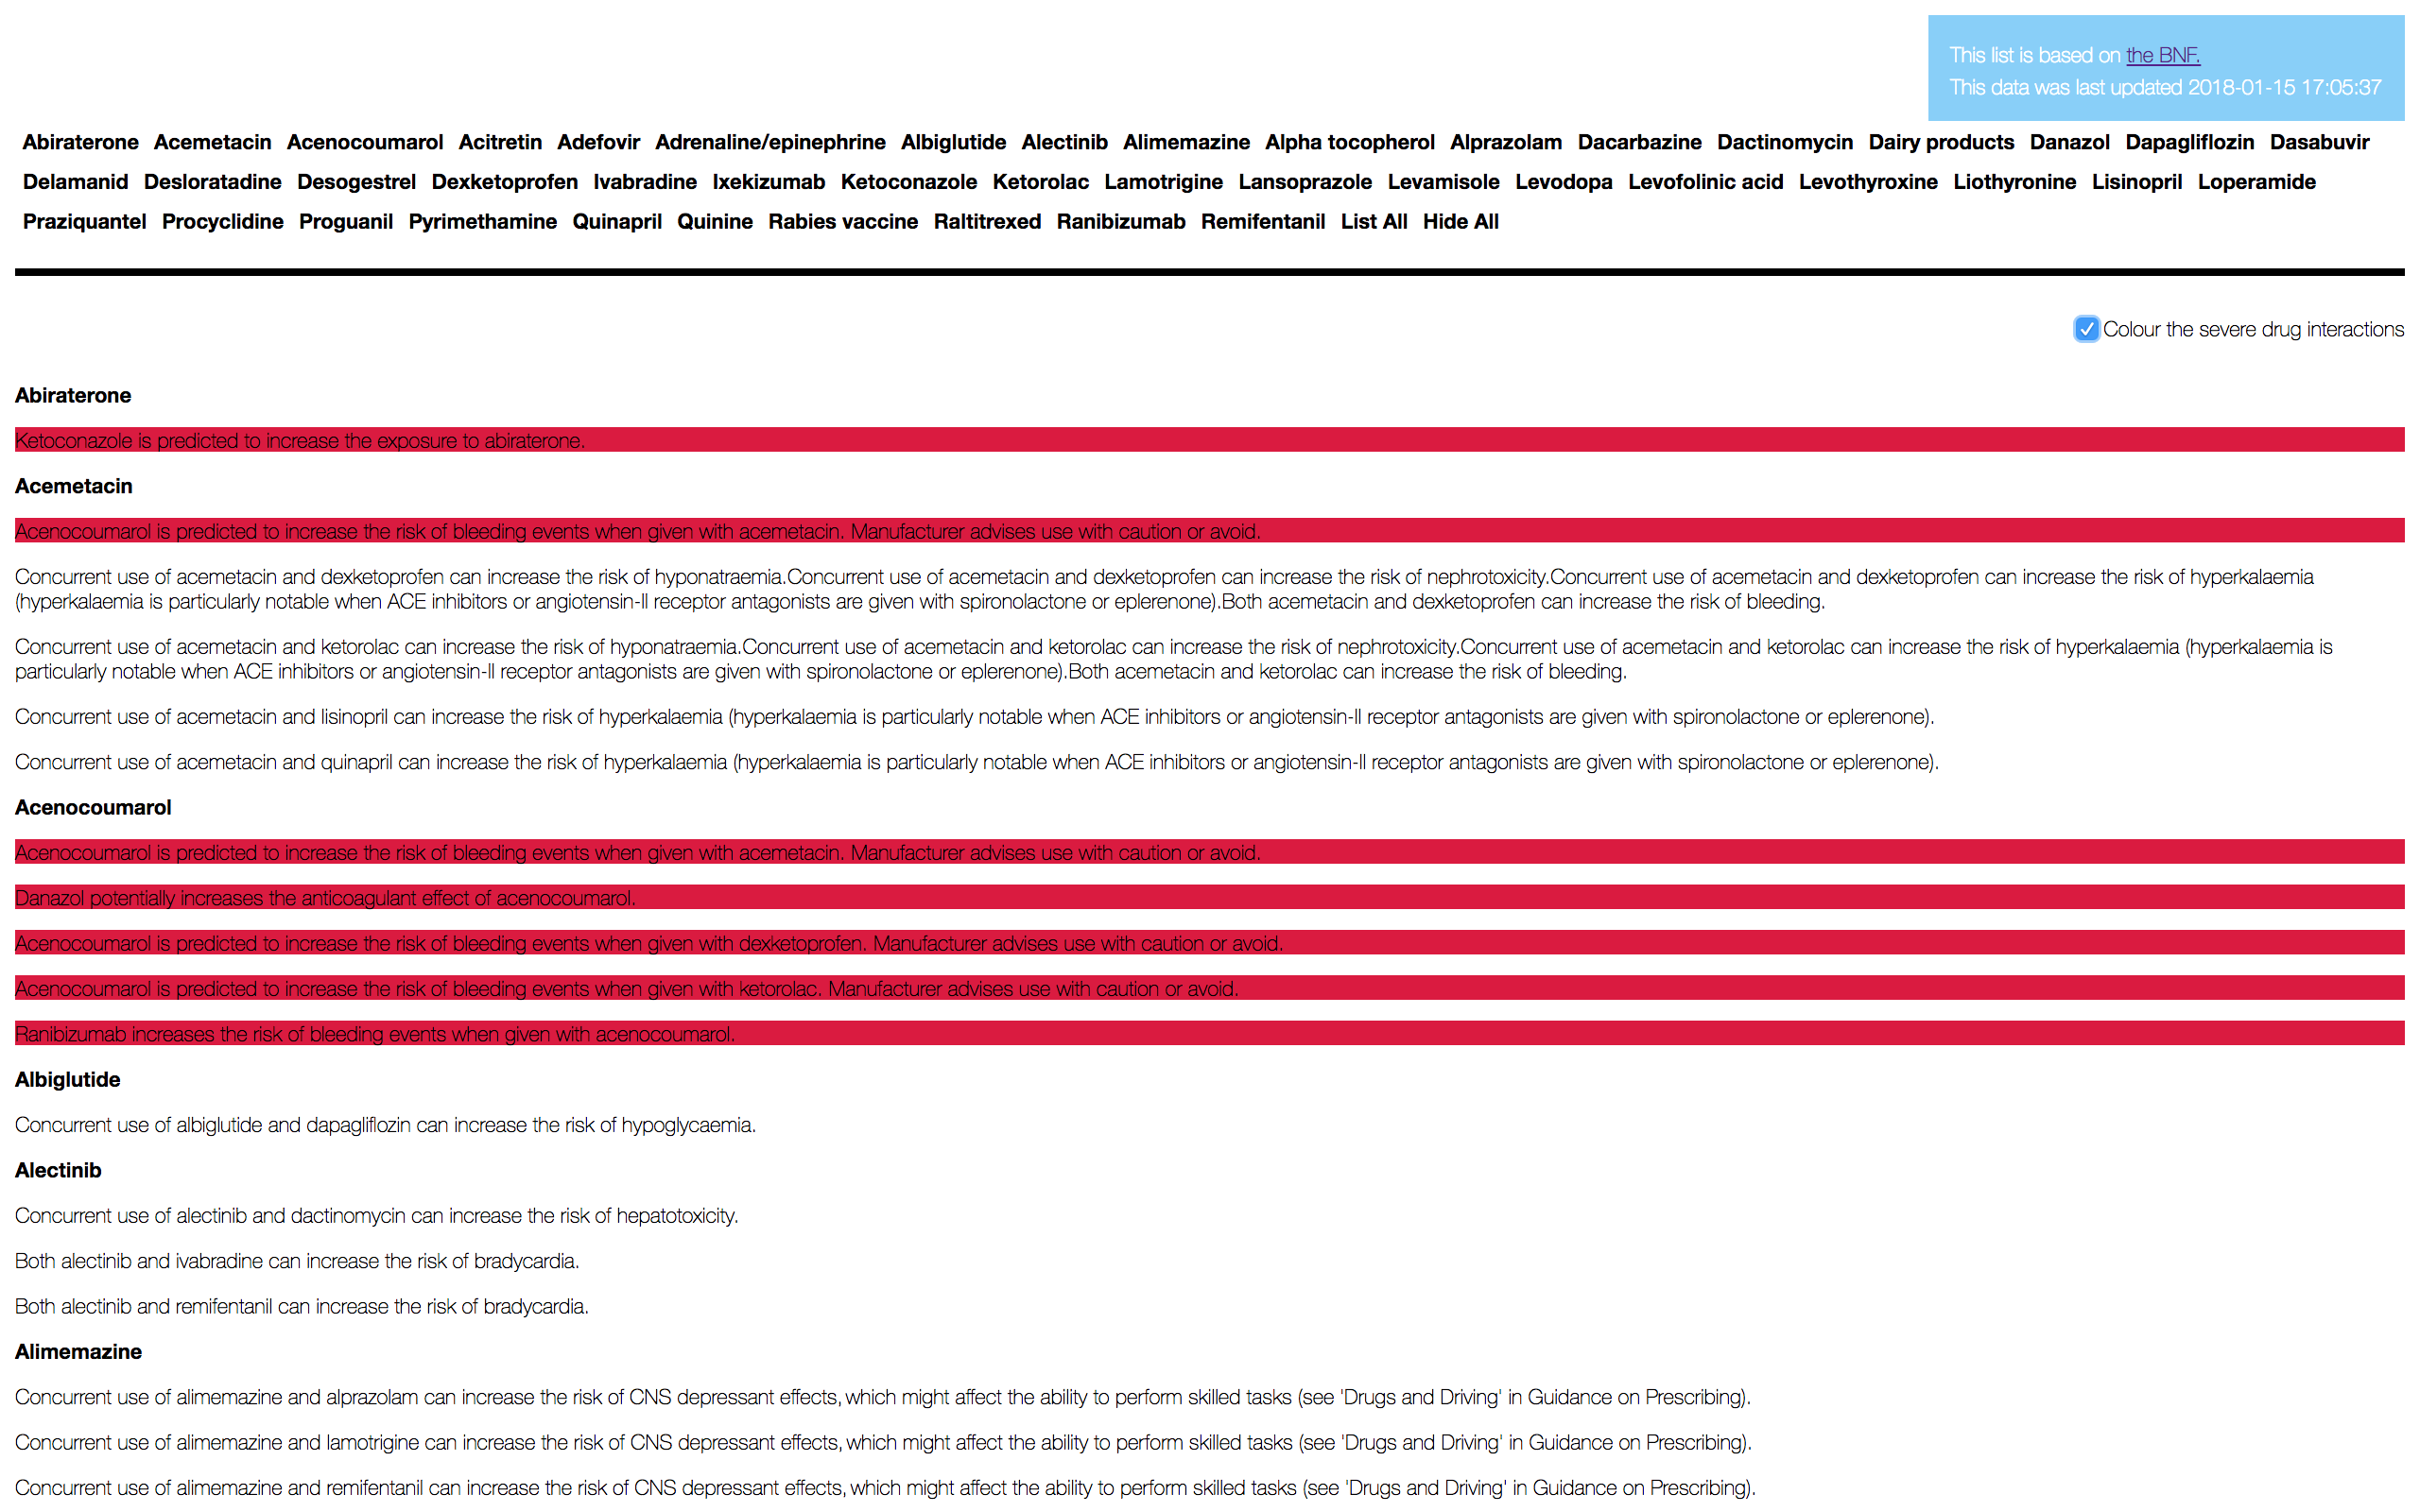 This list is based on the BNF.
This data was last updated 2018-01-15 17:05:37
Abiraterone Acemetacin Acenocoumarol Acitretin Adefovir Adrenaline/epinephrine Albiglutide Alectinib Alimemazine Alpha tocopherol Alprazolam Dacarbazine Dactinomycin Dairy products Danazol Dapagliflozin Dasabuvir
Delamanid Desloratadine Desogestrel Dexketoprofen Ivabradine Ixekizumab Ketoconazole Ketorolac Lamotrigine Lansoprazole Levamisole Levodopa Levofolinic acid Levothyroxine Liothyronine Lisinopril Loperamide
Praziquantel Procyclidine Proguanil Pyrimethamine Quinapril Quinine Rabies vaccine Raltitrexed Ranibizumab Remifentanil List All Hide All
Colour the severe drug interactions
Abiraterone
Ketoconazole is predicted to increase the exposure to abiraterone.
Acemetacin
Acenocoumarol is predicted to increase the risk of bleeding events when given with acemetacin. Manufacturer advises use with caution or avoid.
Concurrent use of acemetacin and dexketoprofen can increase the risk of hyponatraemia.Concurrent use of acemetacin and dexketoprofen can increase the risk of nephrotoxicity.Concurrent use of acemetacin and dexketoprofen can increase the risk of hyperkalaemia
(hyperkalaemia is particularly notable when ACE inhibitors or angiotensin-II receptor antagonists are given with spironolactone or eplerenone).Both acemetacin and dexketoprofen can increase the risk of bleeding.
Concurrent use of acemetacin and ketorolac can increase the risk of hyponatraemia.Concurrent use of acemetacin and ketorolac can increase the risk of nephrotoxicity.Concurrent use of acemetacin and ketorolac can increase the risk of hyperkalaemia (hyperkalaemia is
particularly notable when ACE inhibitors or angiotensin-II receptor antagonists are given with spironolactone or eplerenone).Both acemetacin and ketorolac can increase the risk of bleeding.
Concurrent use of acemetacin and lisinopril can increase the risk of hyperkalaemia (hyperkalaemia is particularly notable when ACE inhibitors or angiotensin-II receptor antagonists are given with spironolactone or eplerenone).
Concurrent use of acemetacin and quinapril can increase the risk of hyperkalaemia (hyperkalaemia is particularly notable when ACE inhibitors or angiotensin-II receptor antagonists are given with spironolactone or eplerenone).
Acenocoumarol
Acenocoumarol is predicted to increase the risk of bleeding events when given with acemetacin. Manufacturer advises use with caution or avoid.
Danazol potentially increases the anticoagulant effect of acenocoumarol.
Acenocoumarol is predicted to increase the risk of bleeding events when given with dexketoprofen. Manufacturer advises use with caution or avoid.
Acenocoumarol is predicted to increase the risk of bleeding events when given with ketorolac. Manufacturer advises use with caution or avoid.
Ranibizumab increases the risk of bleeding events when given with acenocoumarol.
Albiglutide
Concurrent use of albiglutide and dapagliflozin can increase the risk of hypoglycaemia.
Alectinib
Concurrent use of alectinib and dactinomycin can increase the risk of hepatotoxicity.
Both alectinib and ivabradine can increase the risk of bradycardia.
Both alectinib and remifentanil can increase the risk of bradycardia.
Alimemazine
Concurrent use of alimemazine and alprazolam can increase the risk of CNS depressant effects, which might affect the ability to perform skilled tasks (see 'Drugs and Driving' in Guidance on Prescribing).
Concurrent use of alimemazine and lamotrigine can increase the risk of CNS depressant effects, which might affect the ability to perform skilled tasks (see 'Drugs and Driving' in Guidance on Prescribing).
Concurrent use of alimemazine and remifentanil can increase the risk of CNS depressant effects, which might affect the ability to perform skilled tasks (see 'Drugs and Driving' in Guidance on Prescribing).